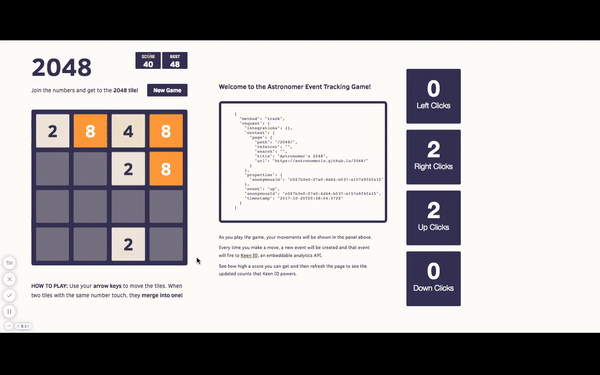 2048
SCORE
40
BEST
48
Join the numbers and get to the 2048 tile!
New Game
2 8 4 8
2 8
2
HOW TO PLAY: Use your arrow keys to move the tiles. When
two tiles with the same number touch, they merge into one!
Welcome to the Astronomer Event Tracking Game!
{
"method": "track",
"request": {
"integrations": {},
"context": {
"page": {
"path": "/2048/",
"referrer": "",
"search": "",
"title": "Astronomer x 2048",
"url": "https://astronomerio.github.io/2048/"
}
},
"properties": {
},
"event": "up",
}
}
As you play the game, your movements will be shown in the panel above.
Every time you make a move, a new event will be created and that event
will fire to Keen IO, an embeddable analytics API.
See how high a score you can get and then refresh the page to see the
updated counts that Keen IO powers.
0
Left Clicks
2
Right Clicks
2
Up Clicks
0
Down Clicks